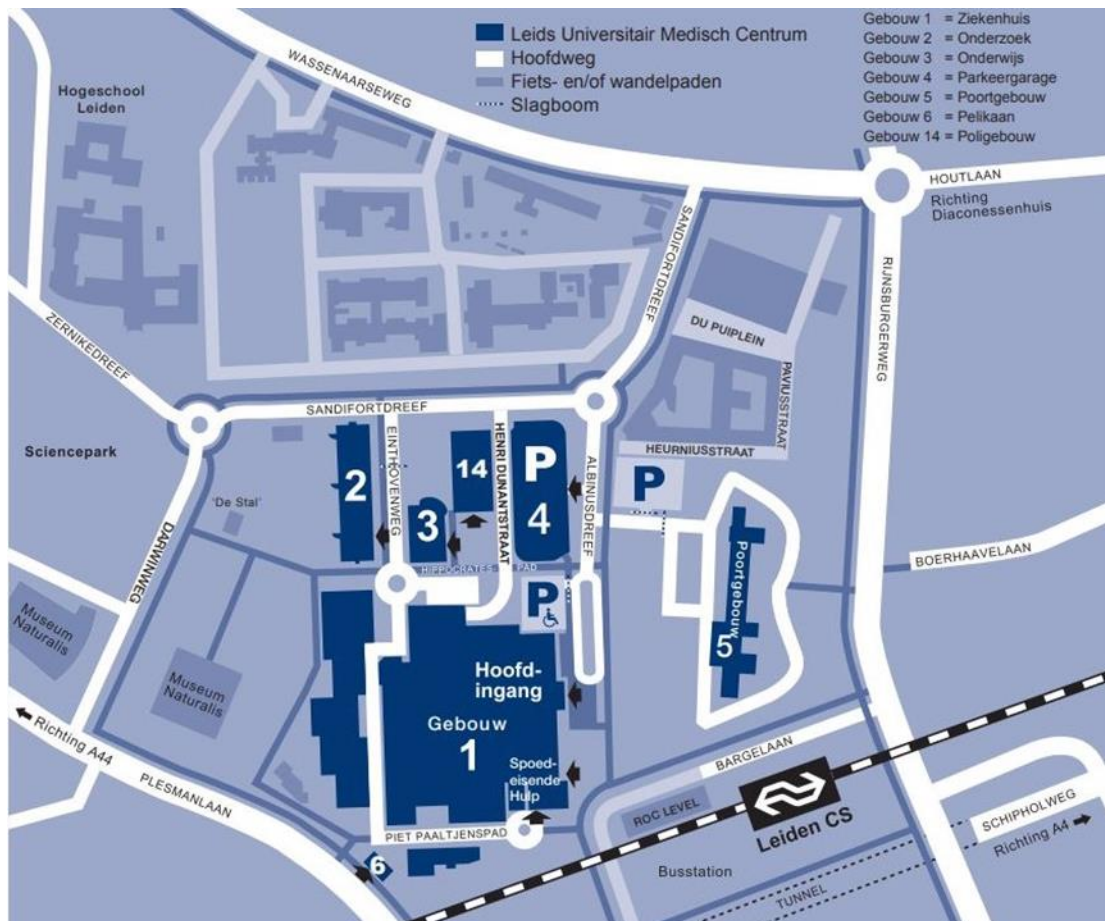 Leids Universitair Medisch Centrum
Hoofdweg
Fiets- en/of wandelpaden
Slagboom
Gebouw 1 = Ziekenhuis
Gebouw 2 = Onderzoek
Gebouw 3 = Onderwijs
Gebouw 4 = Parkeergarage
Gebouw 5 = Poortgebouw
Gebouw 6 = Pelikaan
Gebouw 14 = Poligebouw
WASSENAARSEWEG
Hogeschool
Leiden
HOUTLAAN
Richting
Diaconessenhuis
SANDIFORTDREEF
RIJNSBURGERWEG
ZERNIKEDREEF
DU PUIPLEIN
PAVIUSSTRAAT
SANDIFORTDREEF
HEURNIUSSTRAAT
Sciencepark
EINTHOVENWEG
HENRI DUNANTSTRAAT
ALBINUSDREEF
P
4
14
2
3
P
'De Stal'
DARWINWEG
HIPPOCRATES PAD
BOERHAAVELAAN
Poortgebouw
5
P
Museum
Naturalis
Museum
Naturalis
Hoofd-
ingang
Gebouw
1
Spoed-
eisende
Hulp
Richting A44
PLESMANLAAN
BARGELAAN
ROC LEVEL
Leiden CS
SCHIPHOLWEG
Richting A4
PIET PAALTJENSPAD
6
Busstation
TUNNEL